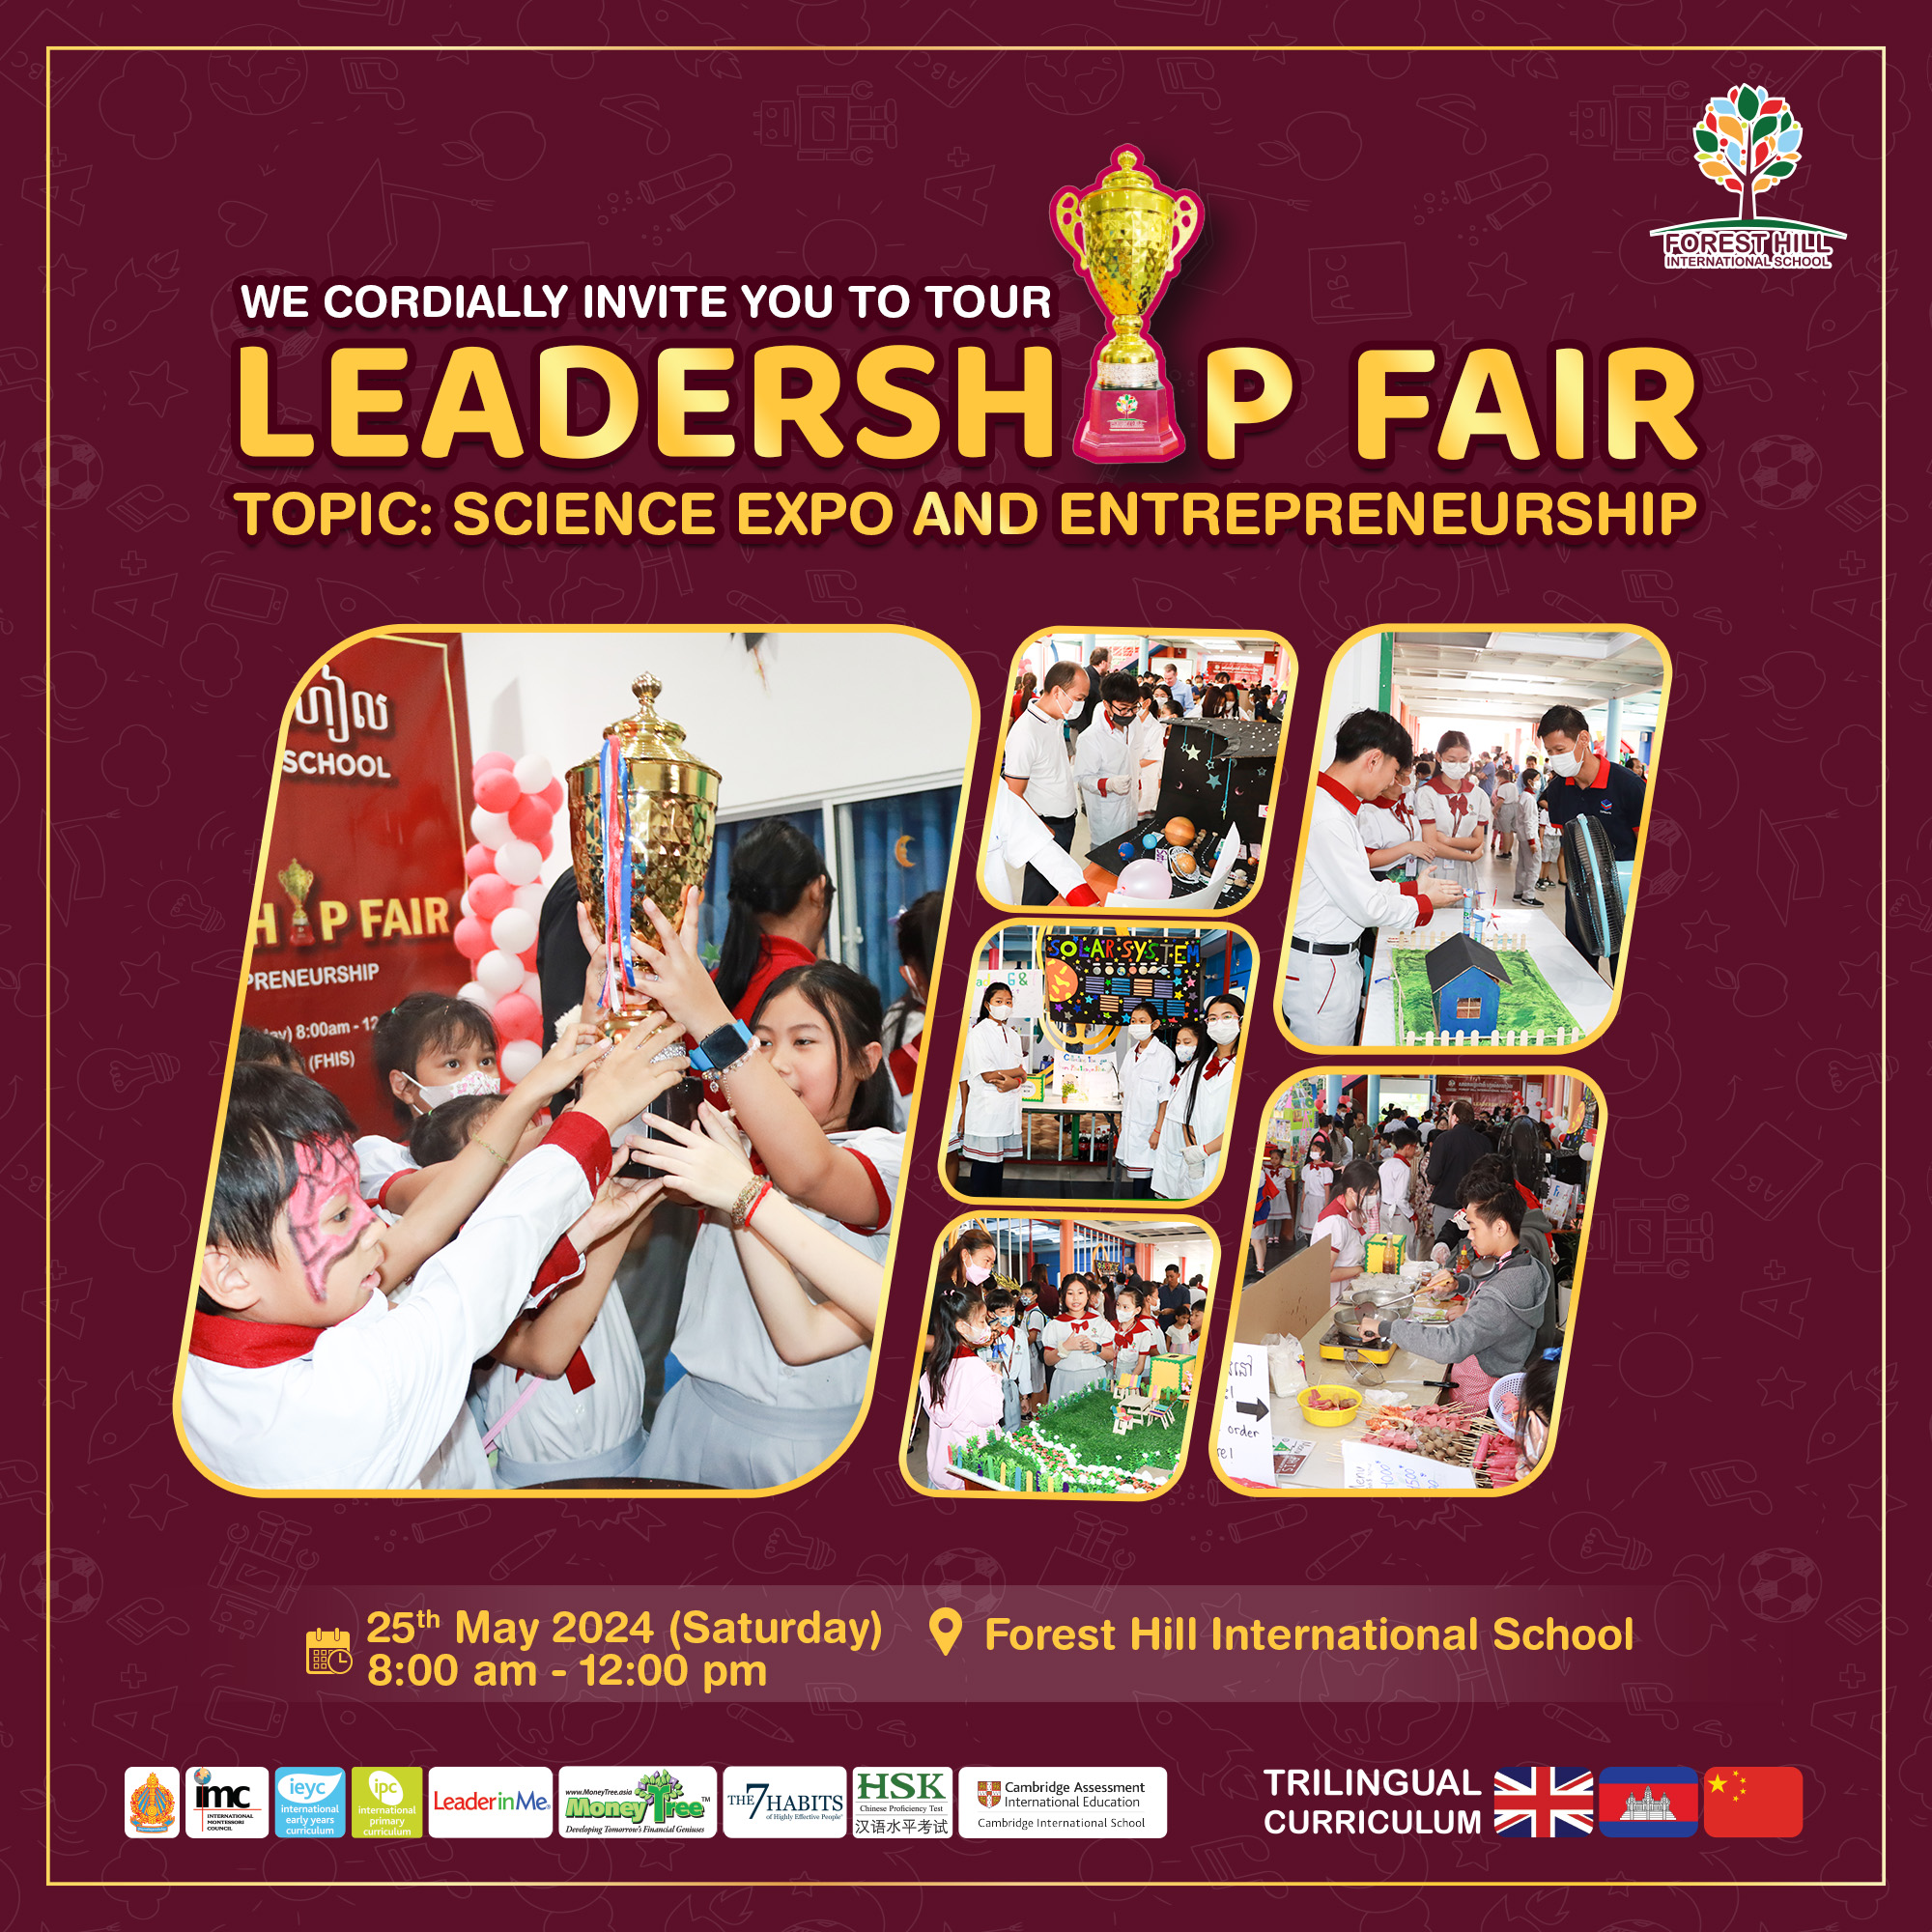 FOREST HILL
INTERNATIONAL SCHOOL
WE CORDIALLY INVITE YOU TO TOUR
LEADERSH P FAIR
TOPIC: SCIENCE EXPO AND ENTREPRENEURSHIP
ហ៊ីល
SCHOOL
H P FAIR
PRENEURSHIP
8:00am - 12
(FHIS)
SOLAR SYSTEM
order
25th May 2024 (Saturday)
8:00 am - 12:00 pm
Forest Hill International School
imc
INTERNATIONAL
MONTESSORI
COUNCIL
ieyc
international
early years
curriculum
ipc
international
primary
curriculum
LeaderinMe
www.MoneyTree.asia
MoneyTree™
Developing Tomorrow's Financial Geniuses
THE 7 HABITS
of Highly Effective People
HSK
Chinese Proficiency Test
汉语水平考试
Cambridge Assessment
International Education
Cambridge International School
TRILINGUAL
CURRICULUM